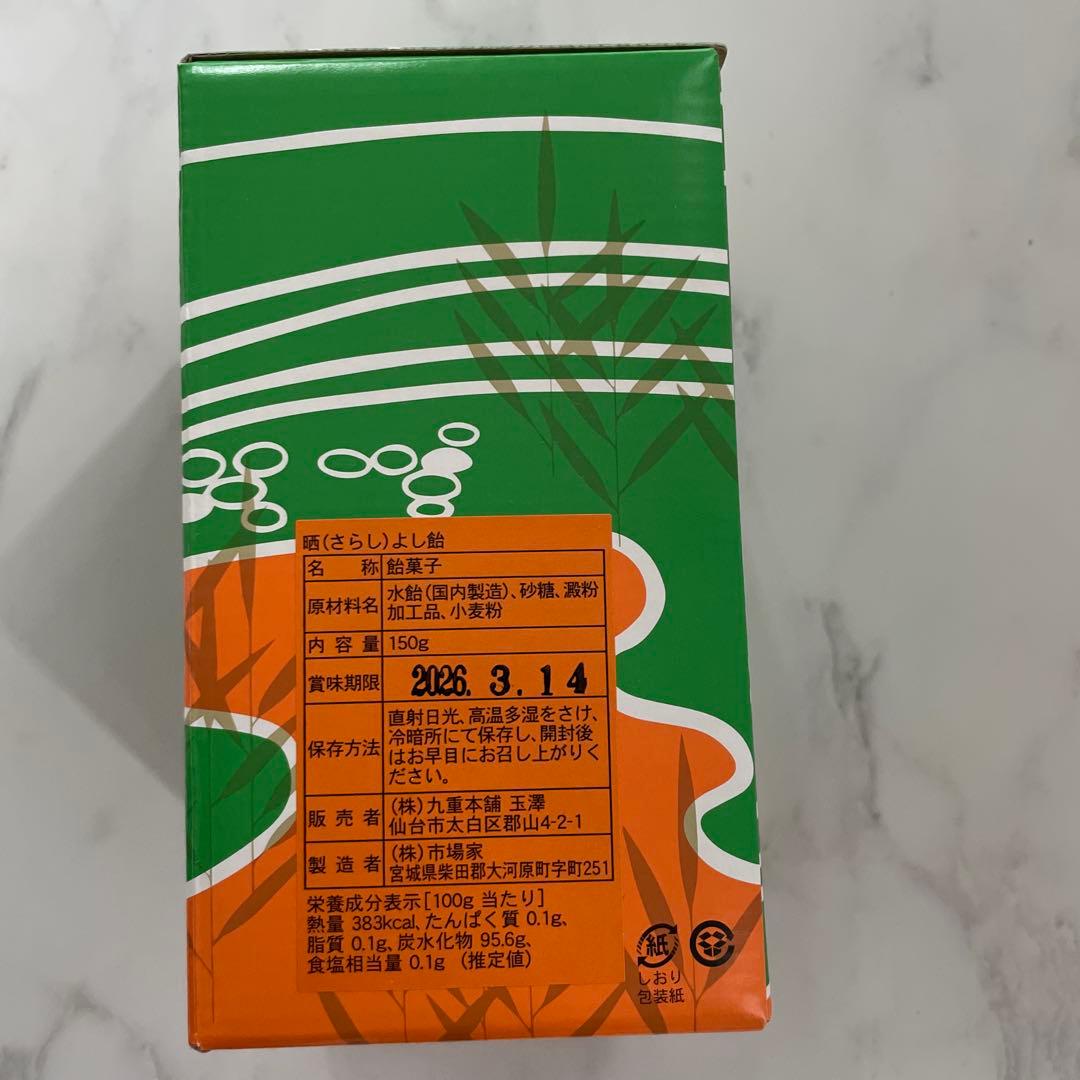 晒(さらし)よし飴
名 称 飴菓子
原材料名 水飴(国内製造)、砂糖、澱粉
加工品、小麦粉
内容量 150g
賞味期限 2026. 3. 14
保存方法 直射日光、高温多湿をさけ、
冷暗所にて保存し、開封後
はお早目にお召し上がりく
ださい。
販売者 (株)九重本舗 玉澤
仙台市太白区郡山4-2-1
製造者 (株)市場家
宮城県柴田郡大河原町字町251
栄養成分表示[100g 当たり]
熱量 383kcal、たんぱく質 0.1g、
脂質 0.1g、炭水化物 95.6g、
食塩相当量 0.1g (推定値)
紙
しおり
包装紙